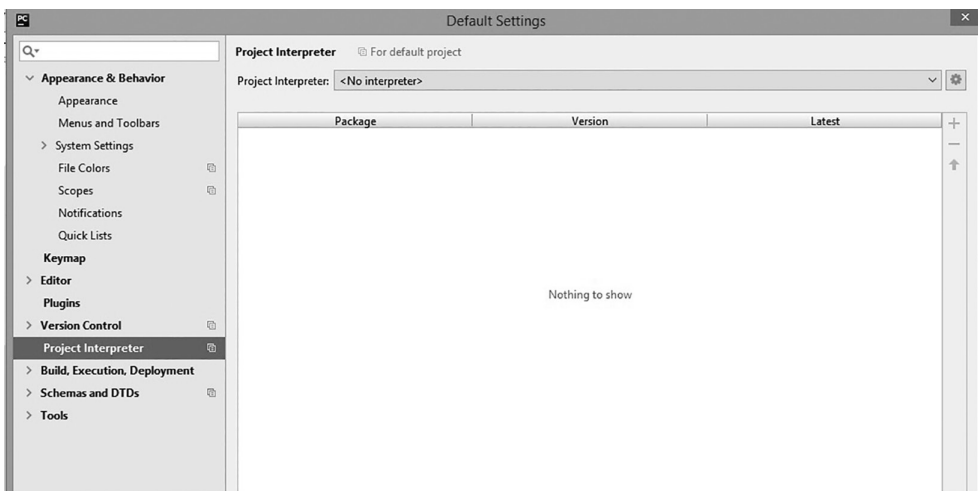 PC
Default Settings
Project Interpreter For default project
Project Interpreter: <No interpreter>
Package Version Latest
Nothing to show
Appearance & Behavior
Appearance
Menus and Toolbars
System Settings
File Colors
Scopes
Notifications
Quick Lists
Keymap
Editor
Plugins
Version Control
Project Interpreter
Build, Execution, Deployment
Schemas and DTDs
Tools